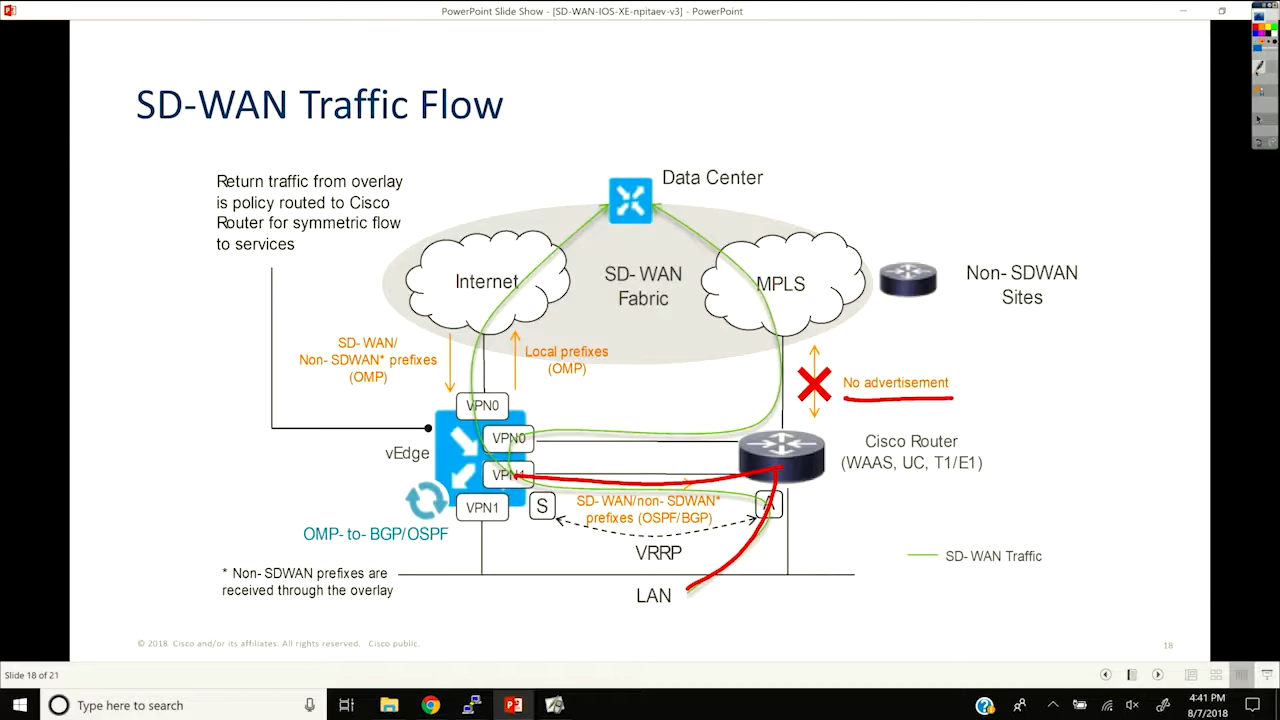 PowerPoint Slide Show - [SD-WAN-IOS-XE-npitaev-v3] - PowerPoint
SD-WAN Traffic Flow
Return traffic from overlay
is policy routed to Cisco
Router for symmetric flow
to services
Data Center
Internet
SD- WAN
Fabric
MPLS
Non- SDWAN
Sites
SD- WAN/
Non- SDWAN* prefixes
(OMP)
Local prefixes
(OMP)
No advertisement
VPN0
VPN0
vEdge
VPN1
VPN1
Cisco Router
(WAAS, UC, T1/E1)
S
SD- WAN/non- SDWAN*
prefixes (OSPF/BGP)
A
OMP- to- BGP/OSPF
VRRP
SD- WAN Traffic
* Non- SDWAN prefixes are
received through the overlay
LAN
© 2018 Cisco and/or its affiliates. All rights reserved. Cisco public.
18
Slide 18 of 21
Type here to search
4:41 PM
8/7/2018